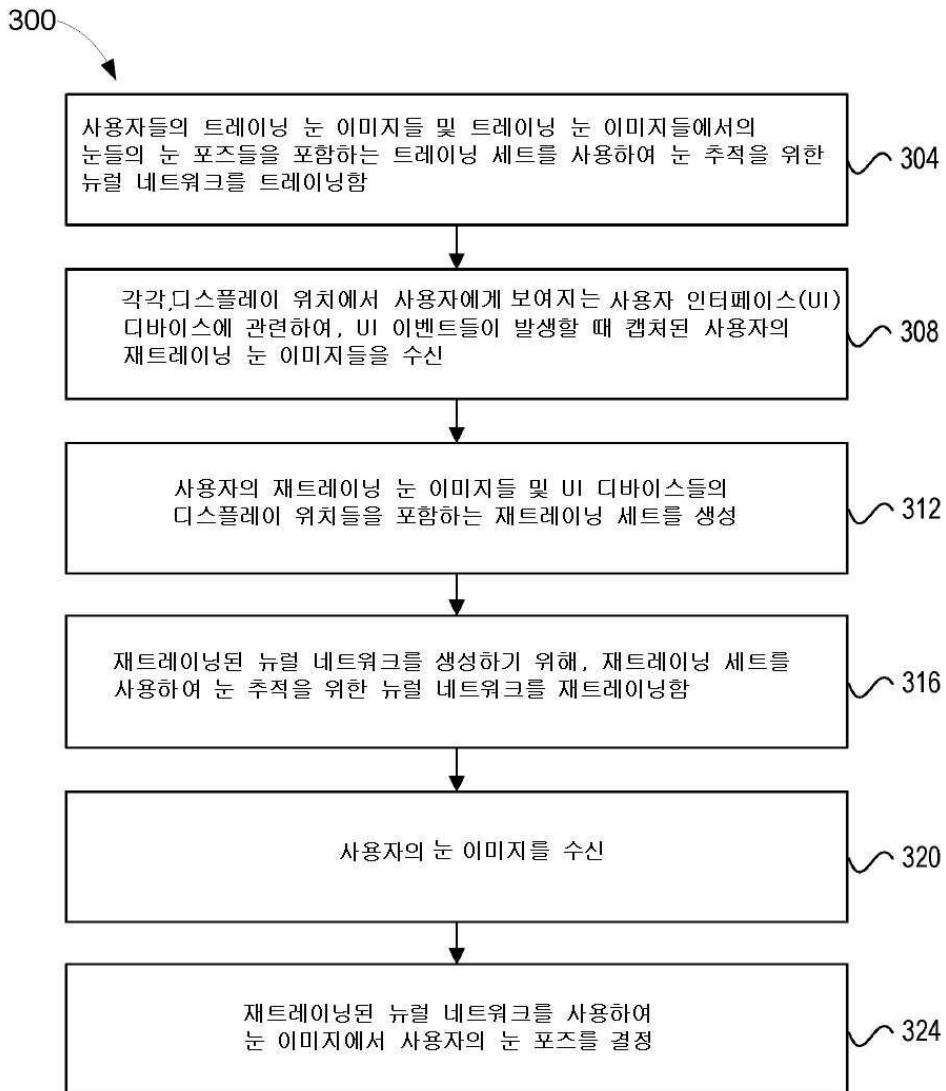 300
사용자들의 트레이닝 눈 이미지들 및 트레이닝 눈 이미지들에서의
눈들의 눈 포즈들을 포함하는 트레이닝 세트를 사용하여 눈 추적을 위한
뉴럴 네트워크를 트레이닝함
304
각각,디스플레이 위치에서 사용자에게 보여지는 사용자 인터페이스(UI)
디바이스에 관련하여, UI 이벤트들이 발생할 때 캡처된 사용자의
재트레이닝 눈 이미지들을 수신
308
사용자의 재트레이닝 눈 이미지들 및 UI 디바이스들의
디스플레이 위치들을 포함하는 재트레이닝 세트를 생성
312
재트레이닝된 뉴럴 네트워크를 생성하기 위해, 재트레이닝 세트를
사용하여 눈 추적을 위한 뉴럴 네트워크를 재트레이닝함
316
사용자의 눈 이미지를 수신
320
재트레이닝된 뉴럴 네트워크를 사용하여
눈 이미지에서 사용자의 눈 포즈를 결정
324